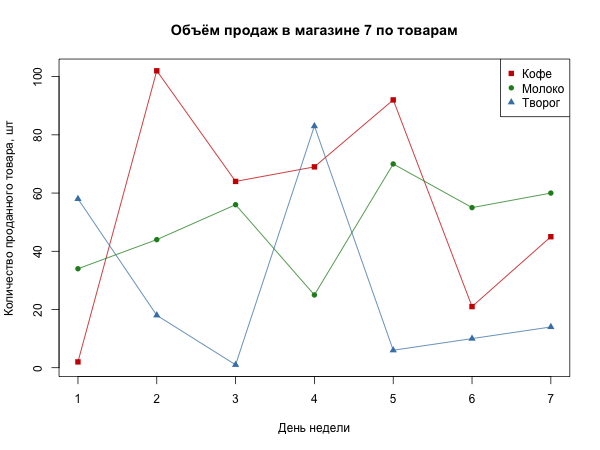 Объём продаж в магазине 7 по товарам
Количество проданного товара, шт
100
80
60
40
20
0
Кофе
Молоко
Творог
1 2 3 4 5 6 7
День недели